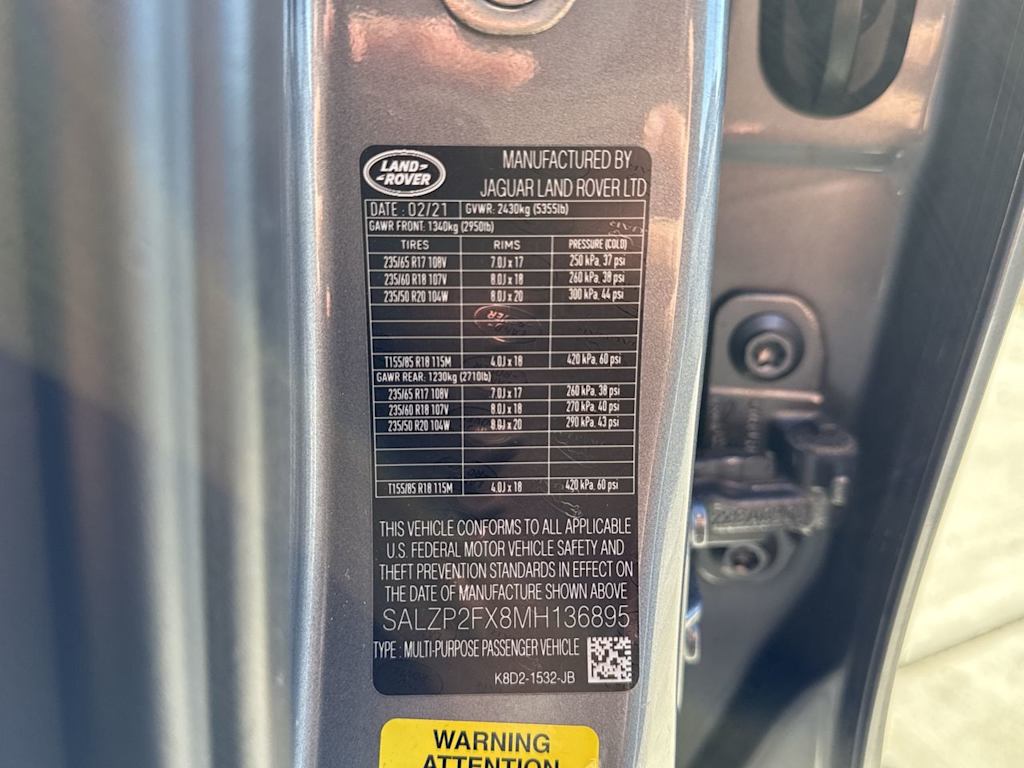 LAND-
-ROVER
MANUFACTURED BY
JAGUAR LAND ROVER LTD
DATE : 02/21 GVWR: 2430kg (5355lb)
GAWR FRONT: 1340kg (2950lb)
TIRES RIMS PRESSURE (COLD)
235/65 R17 108V 7.0J x 17 250 kPa, 37 psi
235/60 R18 107V 8.0J x 18 260 kPa, 38 psi
235/50 R20 104W 8.0J x 20 300 kPa, 44 psi
T155/85 R18 115M 4.0J x 18 420 kPa, 60 psi
GAWR REAR: 1230kg (2710lb)
235/65 R17 108V 7.0J x 17 260 kPa, 38 psi
235/60 R18 107V 8.0J x 18 270 kPa, 40 psi
235/50 R20 104W 8.0J x 20 290 kPa, 43 psi
T155/85 R18 115M 4.0J x 18 420 kPa, 60 psi
THIS VEHICLE CONFORMS TO ALL APPLICABLE
U.S. FEDERAL MOTOR VEHICLE SAFETY AND
THEFT PREVENTION STANDARDS IN EFFECT ON
THE DATE OF MANUFACTURE SHOWN ABOVE
SALZP2FX8MH136895
TYPE : MULTI-PURPOSE PASSENGER VEHICLE
K8D2-1532-JB
WARNING
ATTENTION